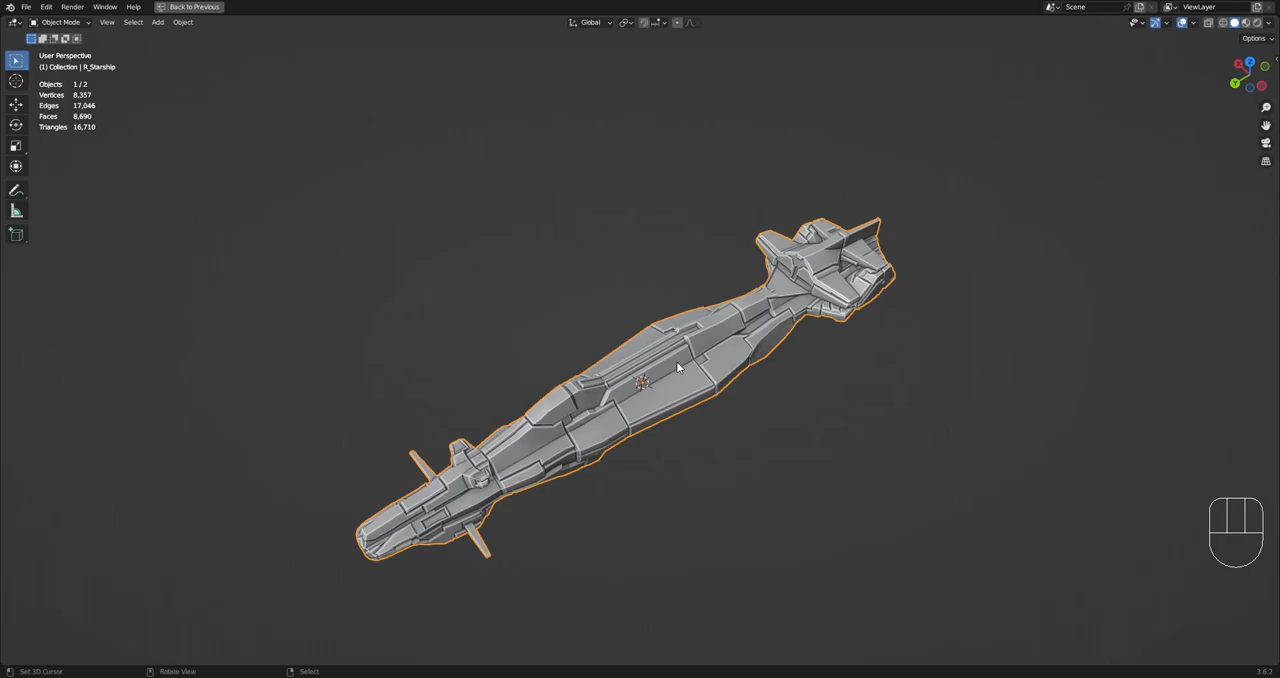 File Edit Render Window Help Back to Previous Scene ViewLayer
Object Mode View Select Add Object Global
Options
User Perspective
(1) Collection | R_Starship
Objects 1 / 2
Vertices 8,357
Edges 17,046
Faces 8,690
Triangles 16,710
Z
X
Y
Set 3D Cursor Rotate View Select 3.6.2